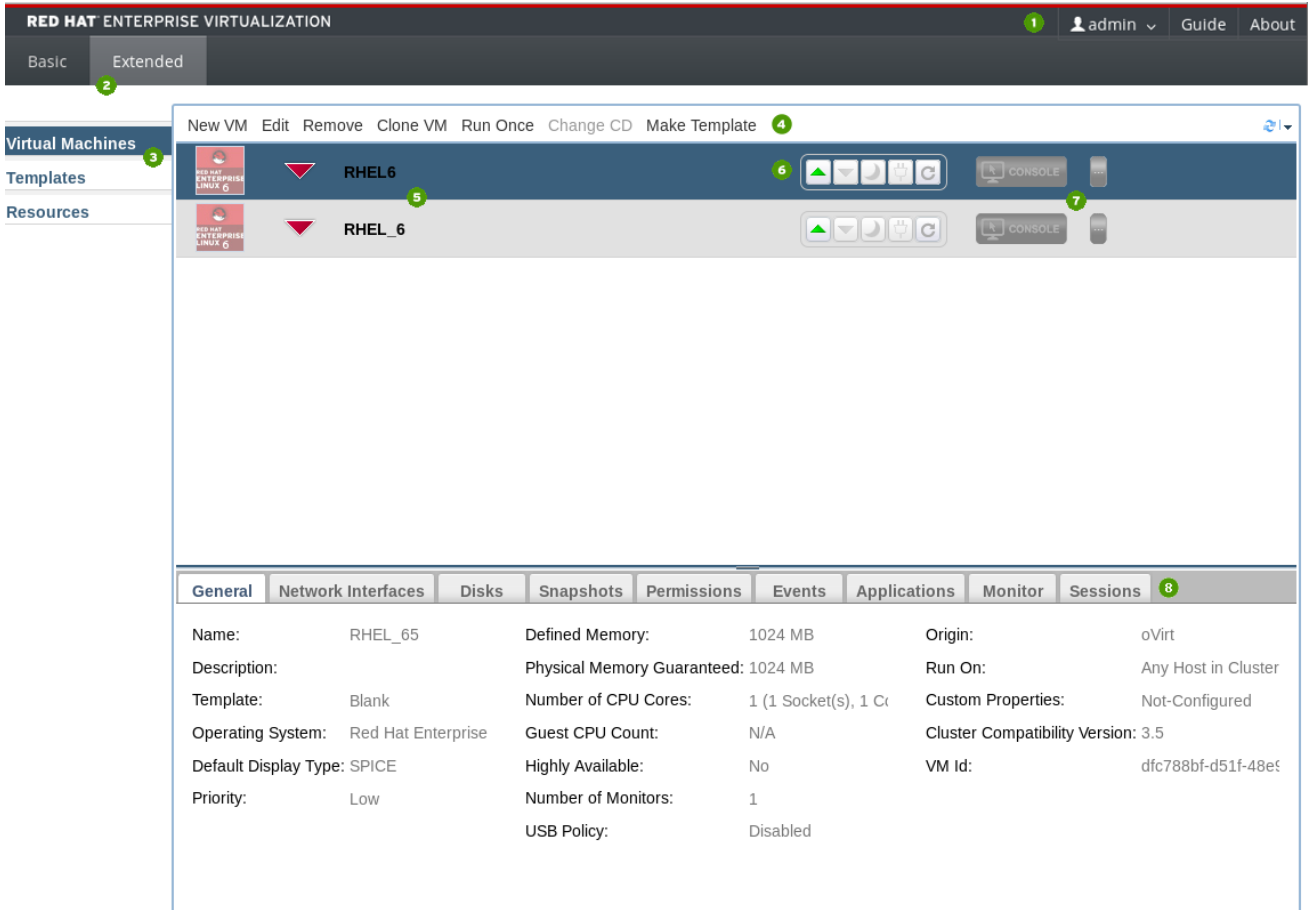 RED HAT ENTERPRISE VIRTUALIZATION 1 admin Guide About
Basic Extended
2
New VM Edit Remove Clone VM Run Once Change CD Make Template 4
Virtual Machines 3
Templates
Resources
RED HAT
ENTERPRISE
LINUX 6
RHEL6 6 CONSOLE ...
5 7
RED HAT
ENTERPRISE
LINUX 6
RHEL_6 CONSOLE ...
General Network Interfaces Disks Snapshots Permissions Events Applications Monitor Sessions 8
Name: RHEL_65 Defined Memory: 1024 MB Origin: oVirt
Description: Physical Memory Guaranteed: 1024 MB Run On: Any Host in Cluster
Template: Blank Number of CPU Cores: 1 (1 Socket(s), 1 Co Custom Properties: Not-Configured
Operating System: Red Hat Enterprise Guest CPU Count: N/A Cluster Compatibility Version: 3.5
Default Display Type: SPICE Highly Available: No VM Id: dfc788bf-d51f-48e9
Priority: Low Number of Monitors: 1
USB Policy: Disabled